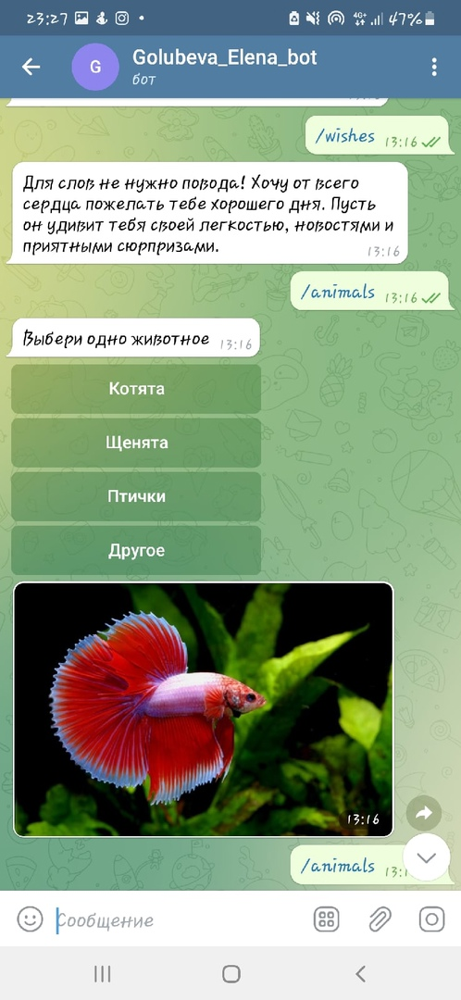 23:27
4G+
47%
G
Golubeva_Elena_bot
бот
/wishes 13:16
Для слов не нужно повода! Хочу от всего
сердца пожелать тебе хорошего дня. Пусть
он удивит тебя своей легкостью, новостями и
приятными сюрпризами.
13:16
/animals 13:16
Выбери одно животное 13:16
Котята
Щенята
Птички
Другое
13:16
/animals
Сообщение